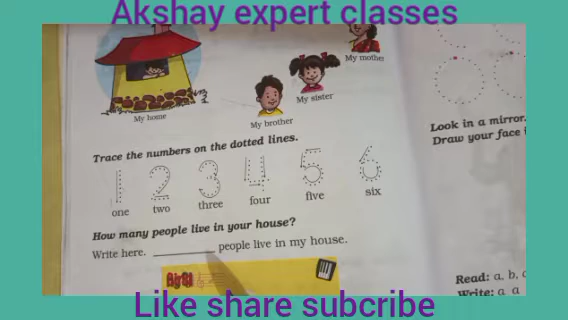 Akshay expert classes
My mother
My sister
My brother
My home
Look in a mirror.
Draw your face
Trace the numbers on the dotted lines.
1 2 3 4 5 6
one two three four five six
How many people live in your house?
Write here. ________ people live in my house.
Read: a, b, c
Write: a a
Like share subcribe